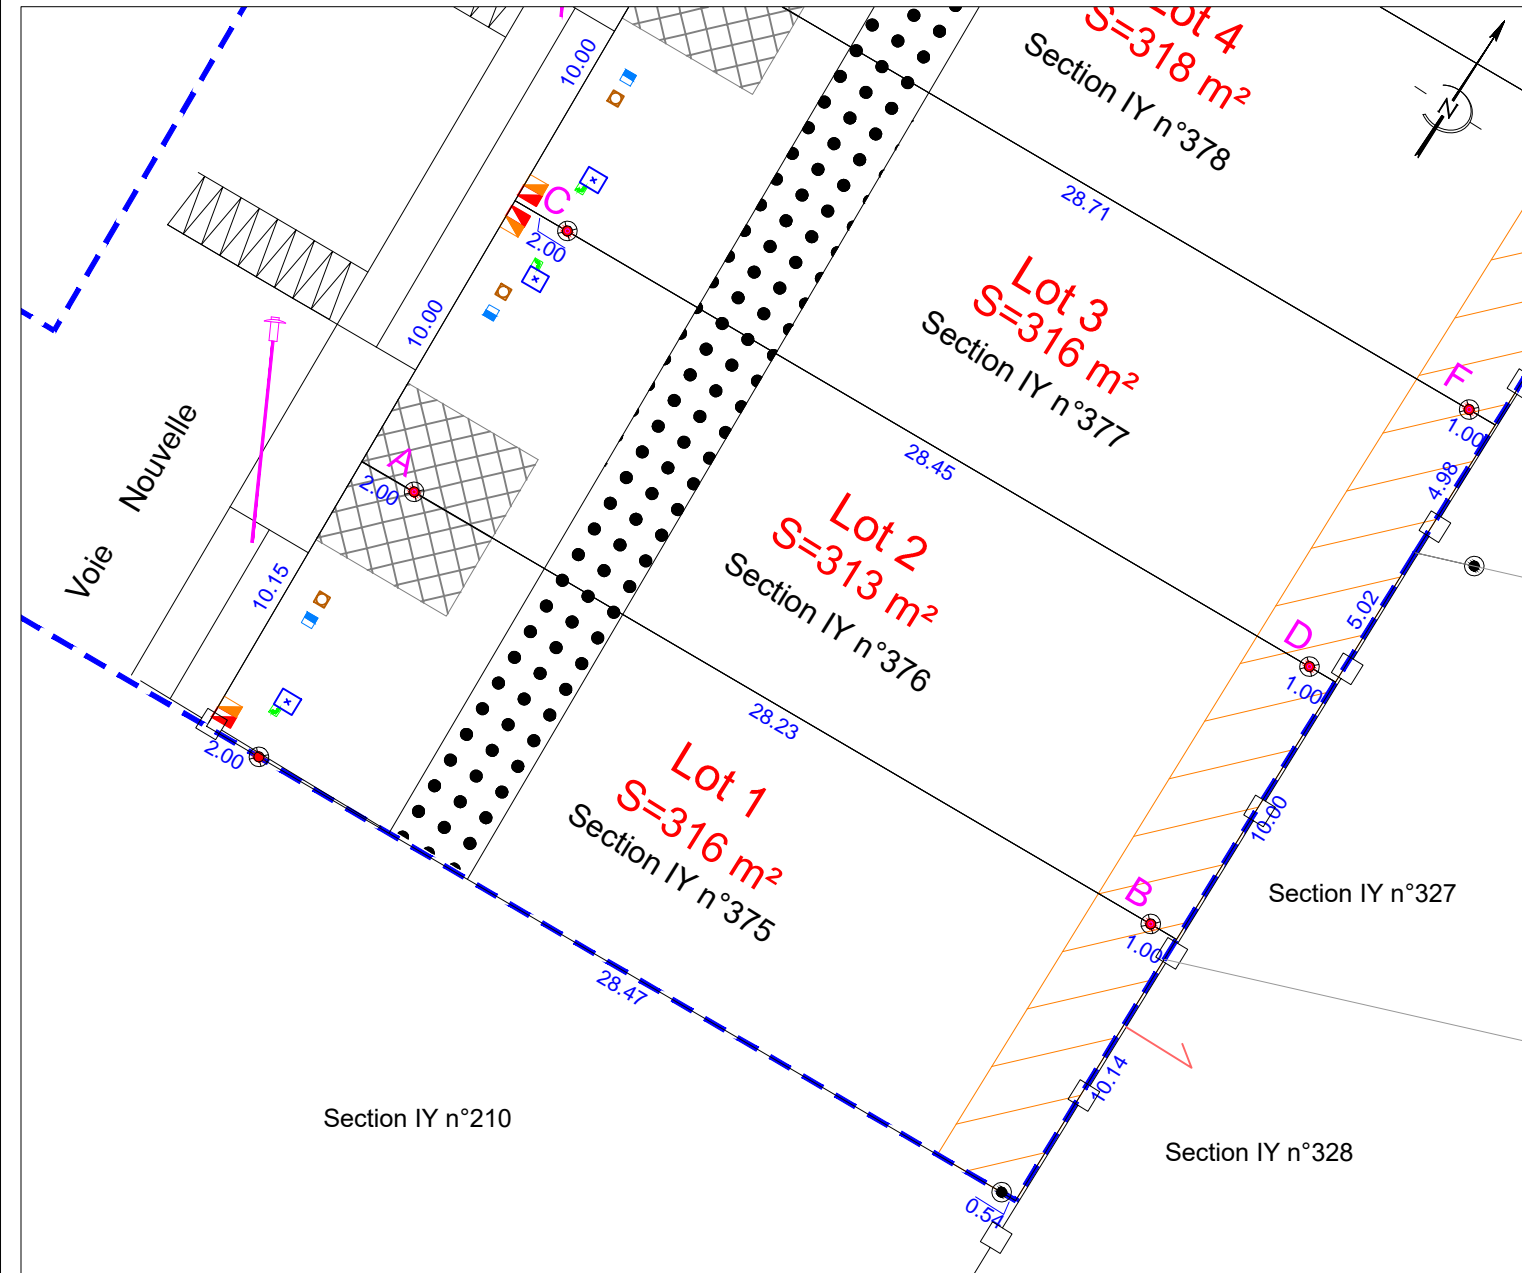 Lot 4
S=318 m²
Section IY n°378
N
10.00
28.71
C
2.00
Lot 3
S=316 m²
Section IY n°377
F
1.00
10.00
4.98
28.45
A
2.00
Voie Nouvelle
Lot 2
S=313 m²
Section IY n°376
5.02
D
1.00
10.15
28.23
2.00
Lot 1
S=316 m²
Section IY n°375
10.00
B
1.00
Section IY n°327
28.47
10.14
Section IY n°210
Section IY n°328
0.54